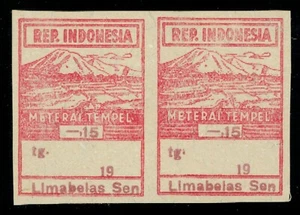 REP. INDONESIA
METERAI TEMPEL
—.15
tg.
19
Limabelas Sen
REP. INDONESIA
METERAI TEMPEL
—.15
tg.
19
Limabelas Sen